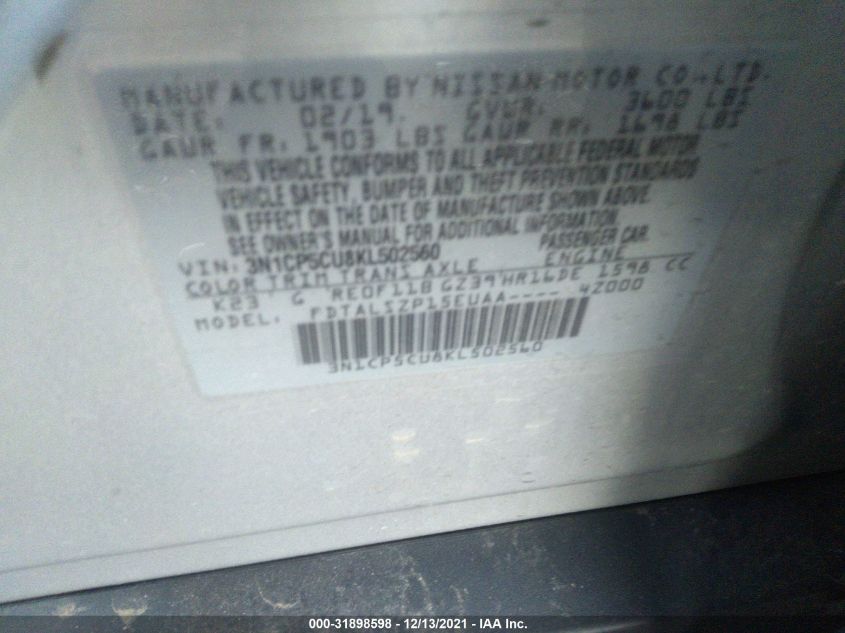 MANUFACTURED BY NISSAN MOTOR CO.,LTD.
DATE: 02/19. GVWR: 3600 LBS
GAWR FR: 1903 LBS GAWR RR: 1698 LBS
THIS VEHICLE CONFORMS TO ALL APPLICABLE FEDERAL MOTOR
VEHICLE SAFETY, BUMPER AND THEFT PREVENTION STANDARDS
IN EFFECT ON THE DATE OF MANUFACTURE SHOWN ABOVE.
SEE OWNER'S MANUAL FOR ADDITIONAL INFORMATION.
VIN: 3N1CP5CU8KL502560 PASSENGER CAR.
COLOR TRIM TRANS AXLE ENGINE
K23 G RE0F11B GZ39 HR16DE 1598 CC
MODEL: FDTALSZP15EUAA---- 4Z000
3N1CP5CU8KL502560
000-31898598 - 12/13/2021 - IAA Inc.